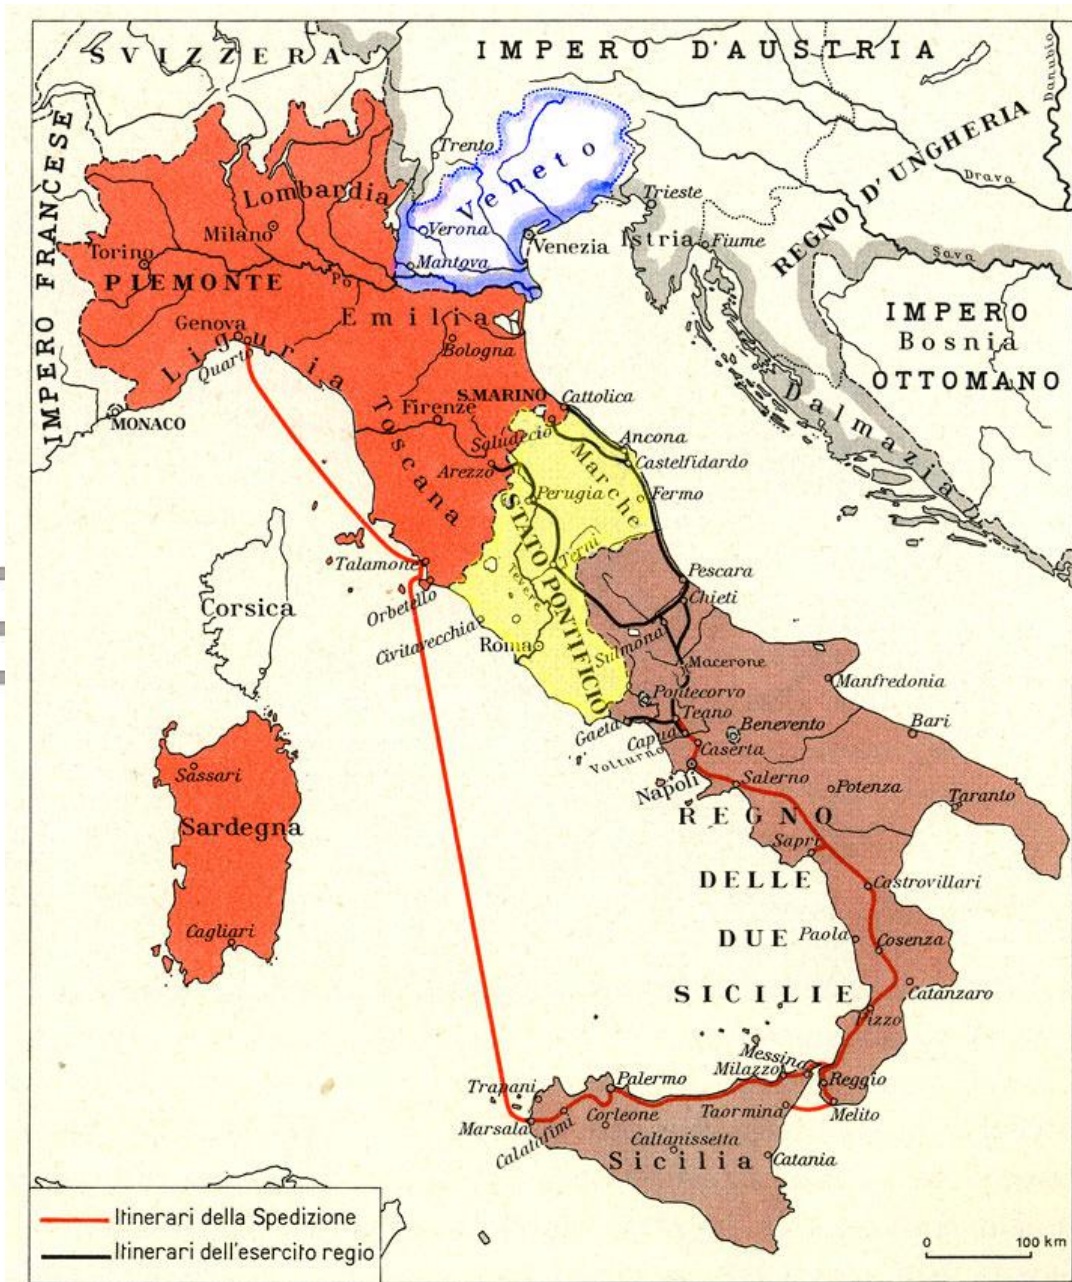 SVIZZERA
IMPERO D'AUSTRIA
Danubio
IMPERO FRANCESE
REGNO D'UNGHERIA
Trento
Veneto
Drava
Lombardia
Trieste
Milano
Verona
Venezia
Istria
Fiume
Torino
Mantova
Sava
PIEMONTE
Po
IMPERO
Bosnia
OTTOMANO
Emilia
Genova
Bologna
Liguria
Quarto
Dalmazia
MONACO
Toscana
Firenze
S.MARINO
Cattolica
Saludecio
Ancona
Arezzo
Marche
Castelfidardo
Perugia
Fermo
STATO PONTIFICIO
Terni
Talamone
Tevere
Pescara
Orbetello
Chieti
Corsica
Civitavecchia
Roma
Sulmona
Macerone
Manfredonia
Pontecorvo
Teano
Gaeta
Capua
Benevento
Bari
Volturno
Caserta
Sassari
Napoli
Salerno
Potenza
Taranto
Sardegna
REGNO
Sapri
DELLE
Castrovillari
Cagliari
DUE
Paola
Cosenza
SICILIE
Catanzaro
Pizzo
Messina
Milazzo
Trapani
Palermo
Reggio
Marsala
Calatafimi
Corleone
Taormina
Melito
Caltanissetta
Sicilia
Catania
Itinerari della Spedizione
Itinerari dell'esercito regio
0 100 km